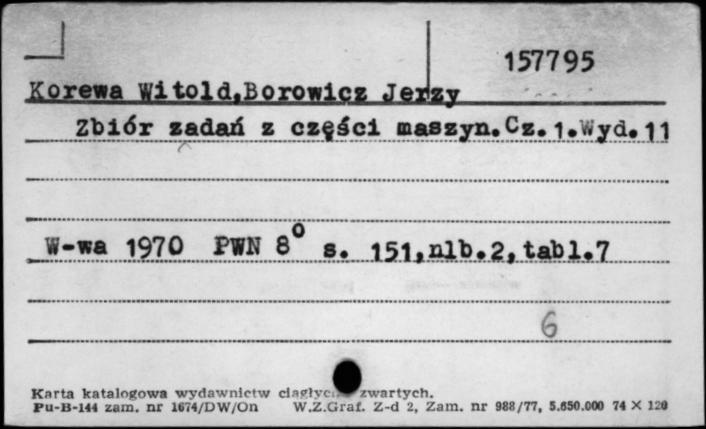 157795
Korewa Witold,Borowicz Jerzy
Zbiór zadań z części maszyn.Cz.1.Wyd.11
W-wa 1970 PWN 8° s. 151,nlb.2,tabl.7
6
Karta katalogowa wydawnictw zwartych.
Pu-B-144 zam. nr 1674/DW/On W.Z.Graf. Z-d 2, Zam. nr 988/77, 5.650.000 74 X 120